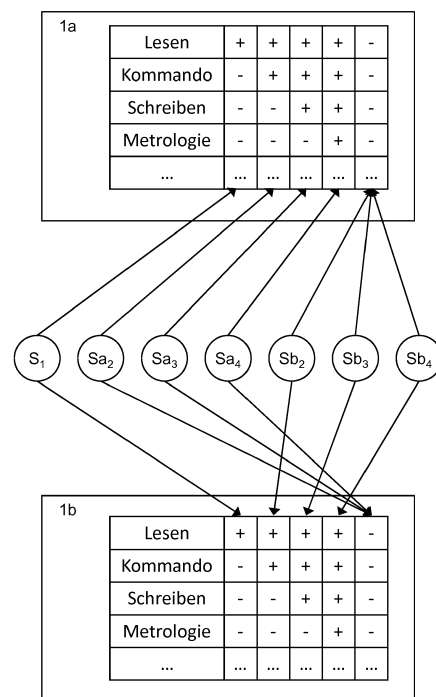 1a
Lesen + + + + -
Kommando - + + + -
Schreiben - - + + -
Metrologie - - - + -
... ... ... ... ... ...
S₁ Sa₂ Sa₃ Sa₄ Sb₂ Sb₃ Sb₄
1b
Lesen + + + + -
Kommando - + + + -
Schreiben - - + + -
Metrologie - - - + -
... ... ... ... ... ...